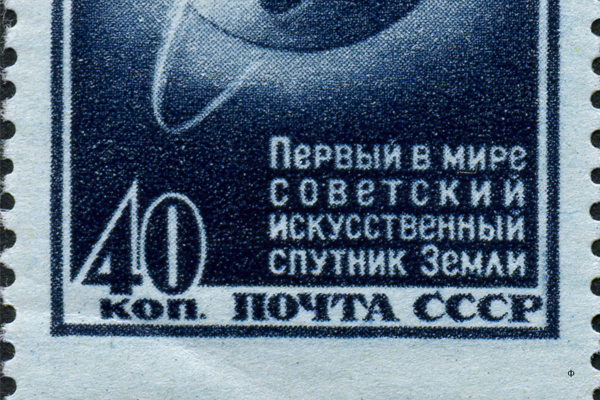 Первый в мире
советский
искусственный
спутник Земли
40
коп. ПОЧТА СССР
Ф